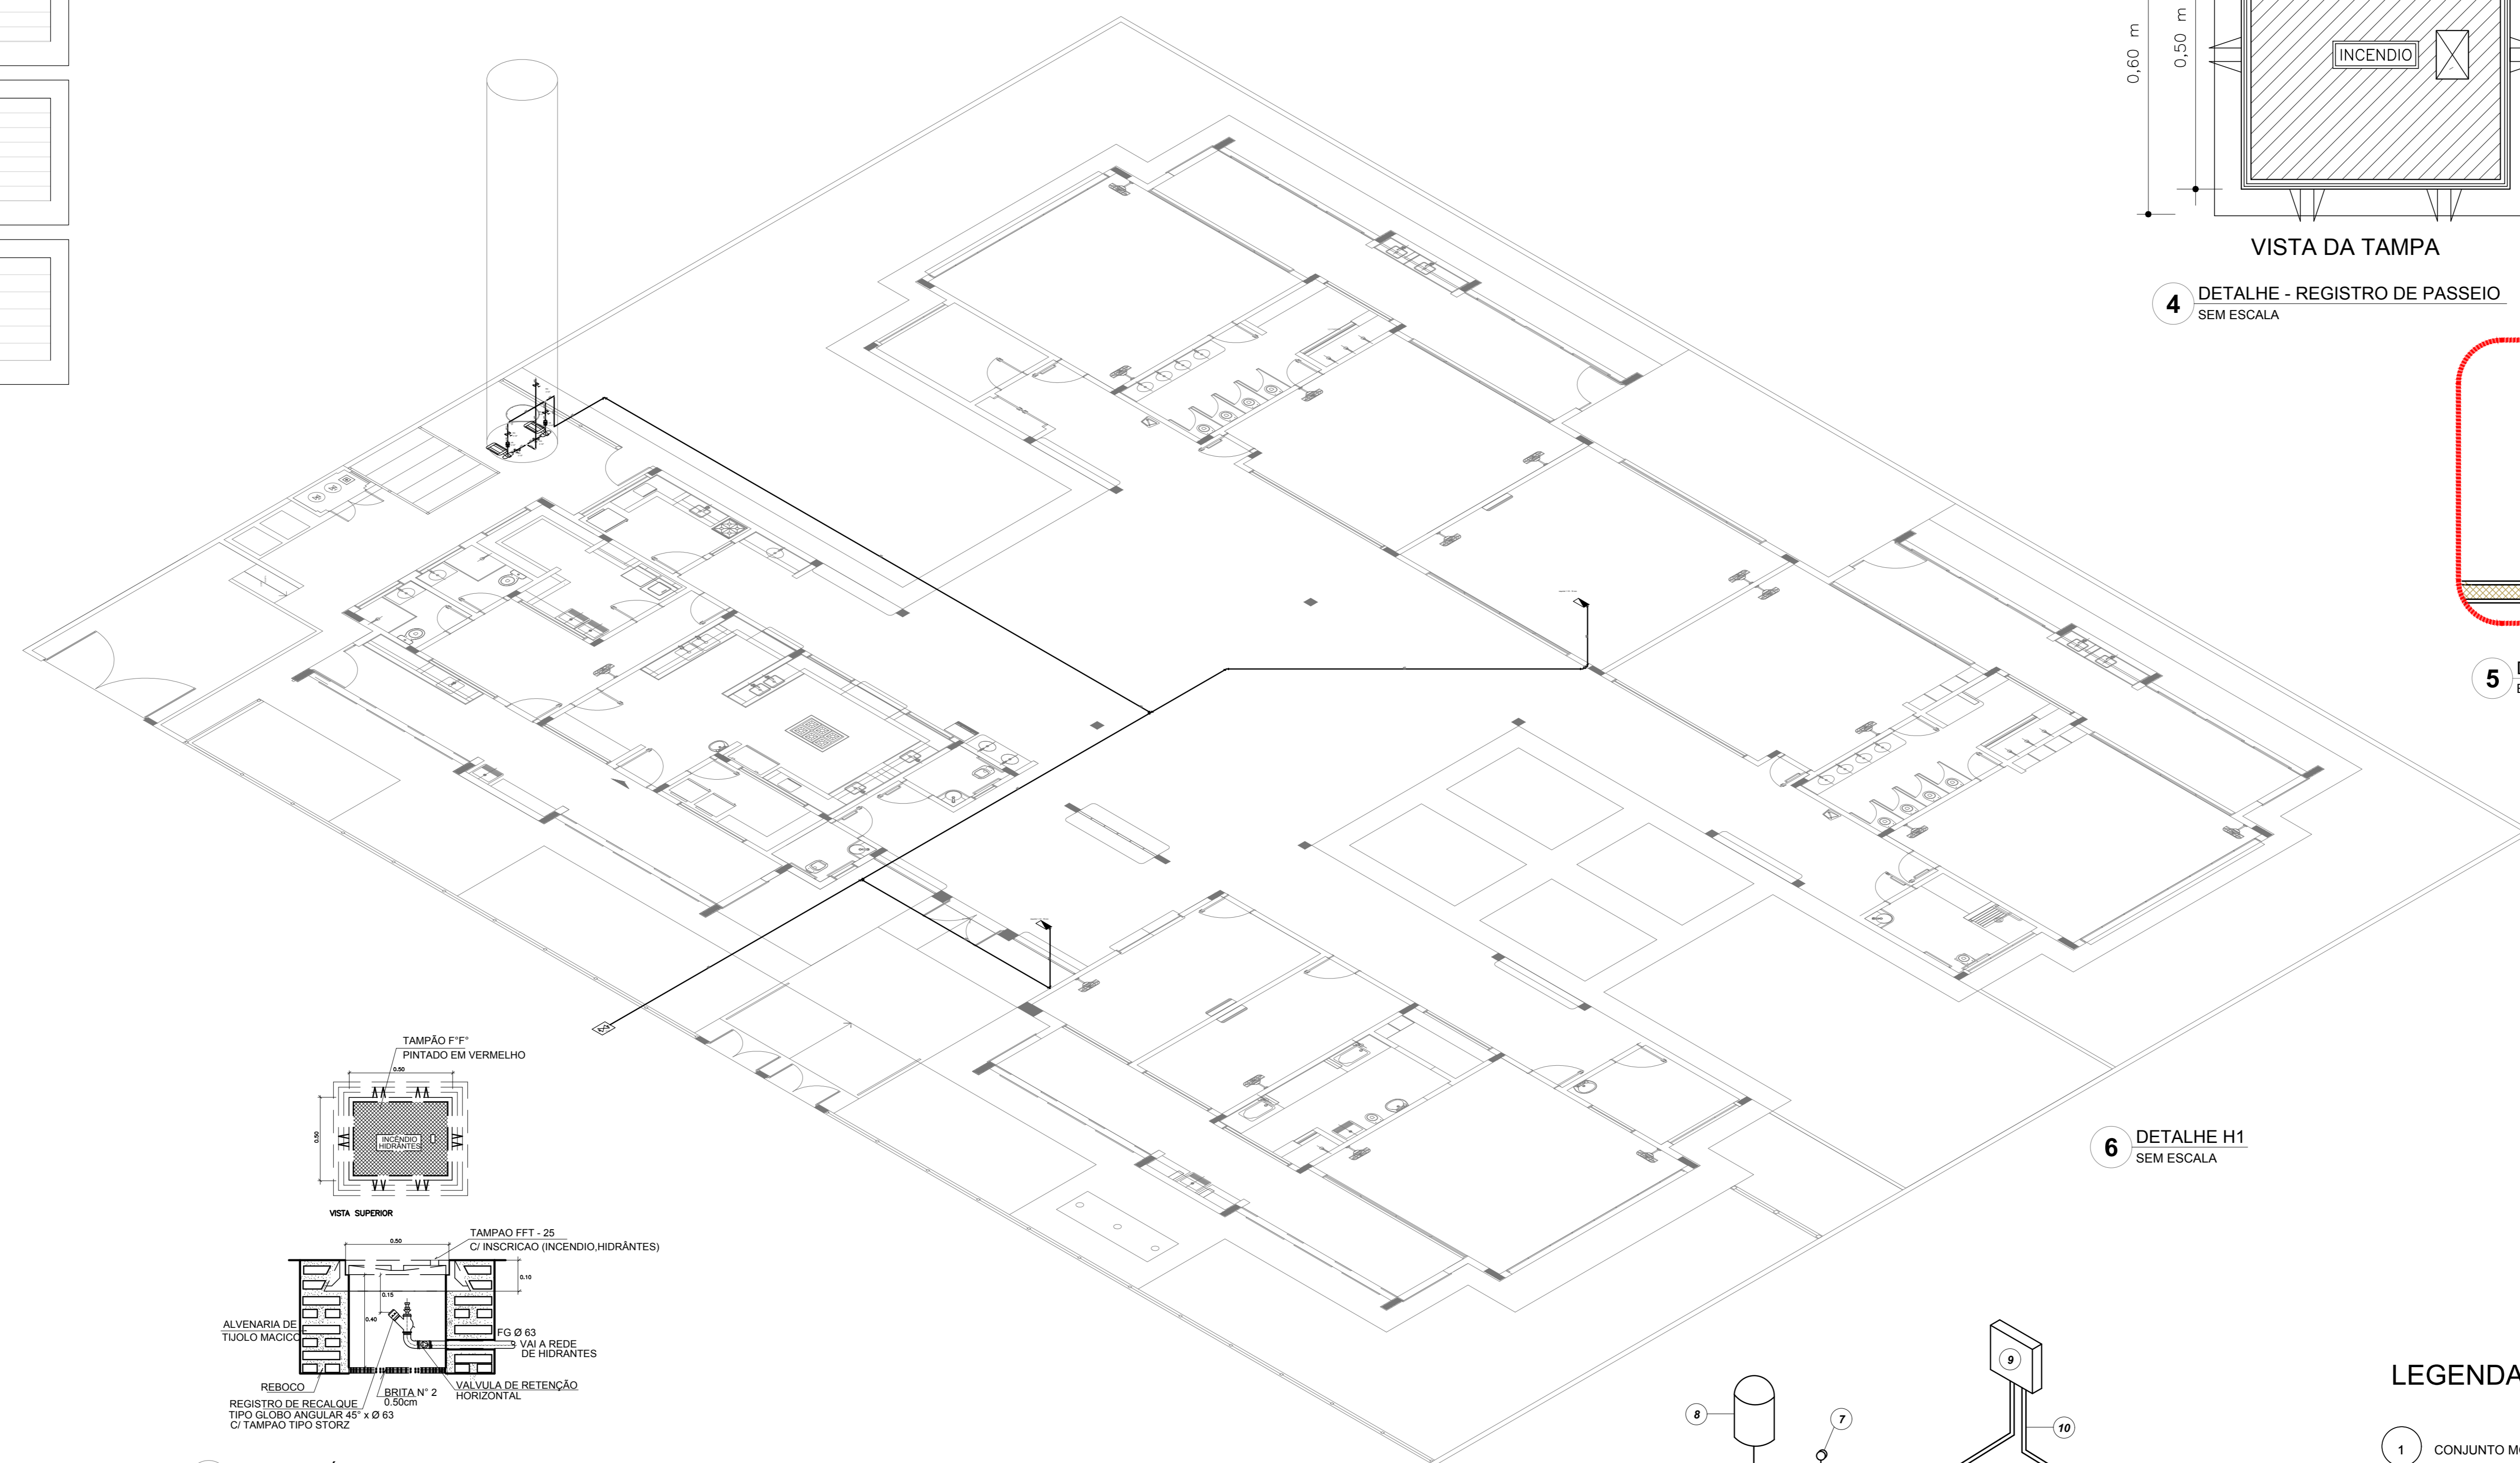 0,60 m
0,50 m
INCENDIO
VISTA DA TAMPA
4
DETALHE - REGISTRO DE PASSEIO
SEM ESCALA
5
TAMPÃO F°F°
PINTADO EM VERMELHO
0.50
0.50
INCÊNDIO
HIDRANTES
VISTA SUPERIOR
6
DETALHE H1
SEM ESCALA
TAMPAO FFT - 25
C/ INSCRICAO (INCENDIO,HIDRÂNTES)
0.50
0.10
0.15
0.40
ALVENARIA DE
TIJOLO MACICO
FG Ø 63
VAI A REDE
DE HIDRANTES
REBOCO
BRITA N° 2
0.50cm
VALVULA DE RETENÇÃO
HORIZONTAL
REGISTRO DE RECALQUE
TIPO GLOBO ANGULAR 45° x Ø 63
C/ TAMPAO TIPO STORZ
9
8
7
10
LEGENDA
1
CONJUNTO